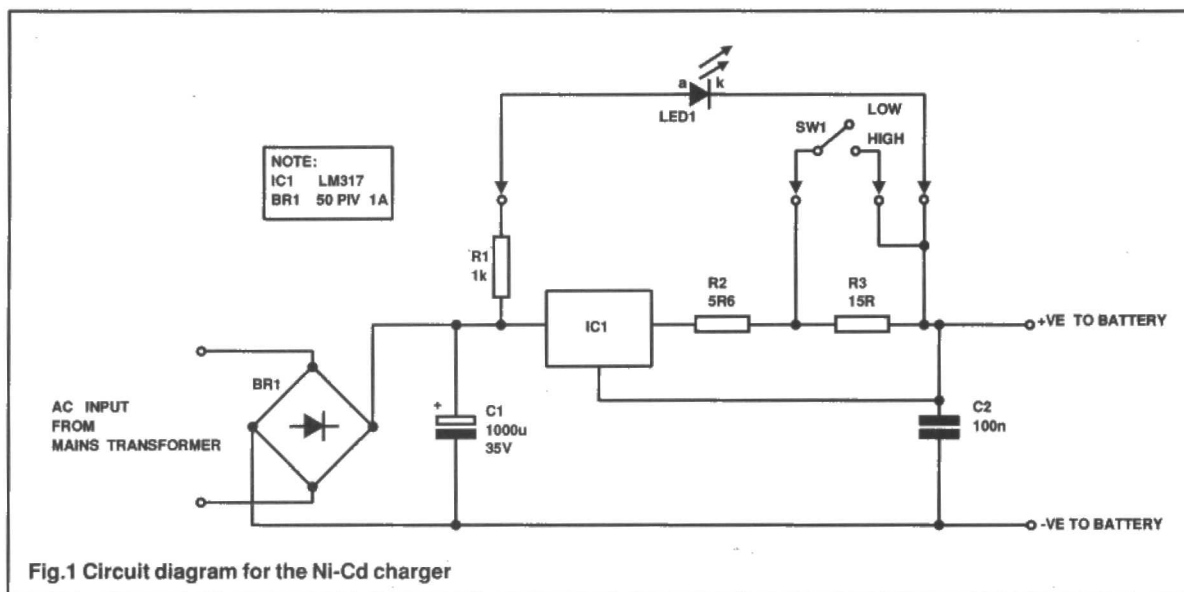 a k
LED1
LOW
SW1
HIGH
NOTE:
IC1 LM317
BR1 50 PIV 1A
R1
1k
R2
5R6
R3
15R
IC1
+VE TO BATTERY
BR1
AC INPUT
FROM
MAINS TRANSFORMER
+
C1
1000u
35V
C2
100n
-VE TO BATTERY
Fig.1 Circuit diagram for the Ni-Cd charger